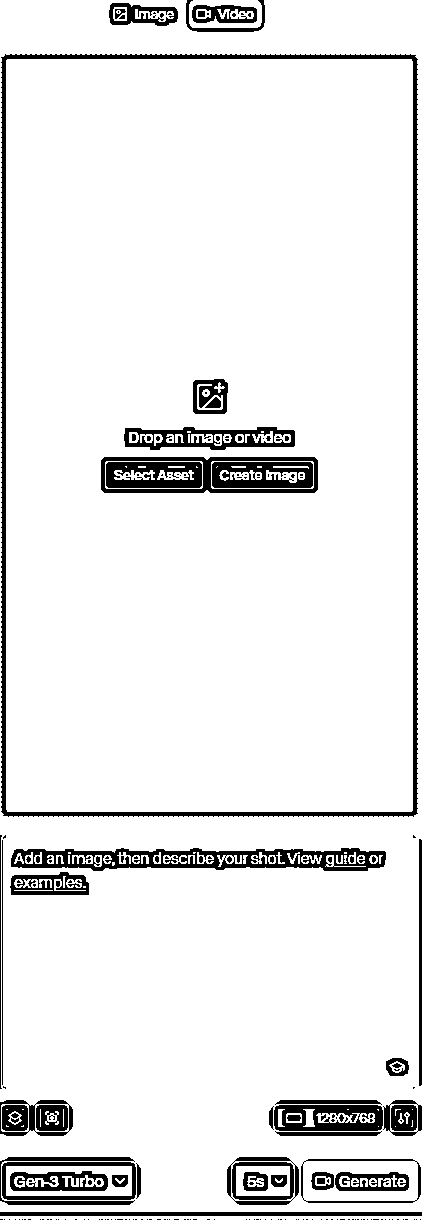 Image Video
Drop an image or video
Select Asset Create Image
Add an image, then describe your shot. View guide or
examples.
1280x768
Gen-3 Turbo 5s Generate